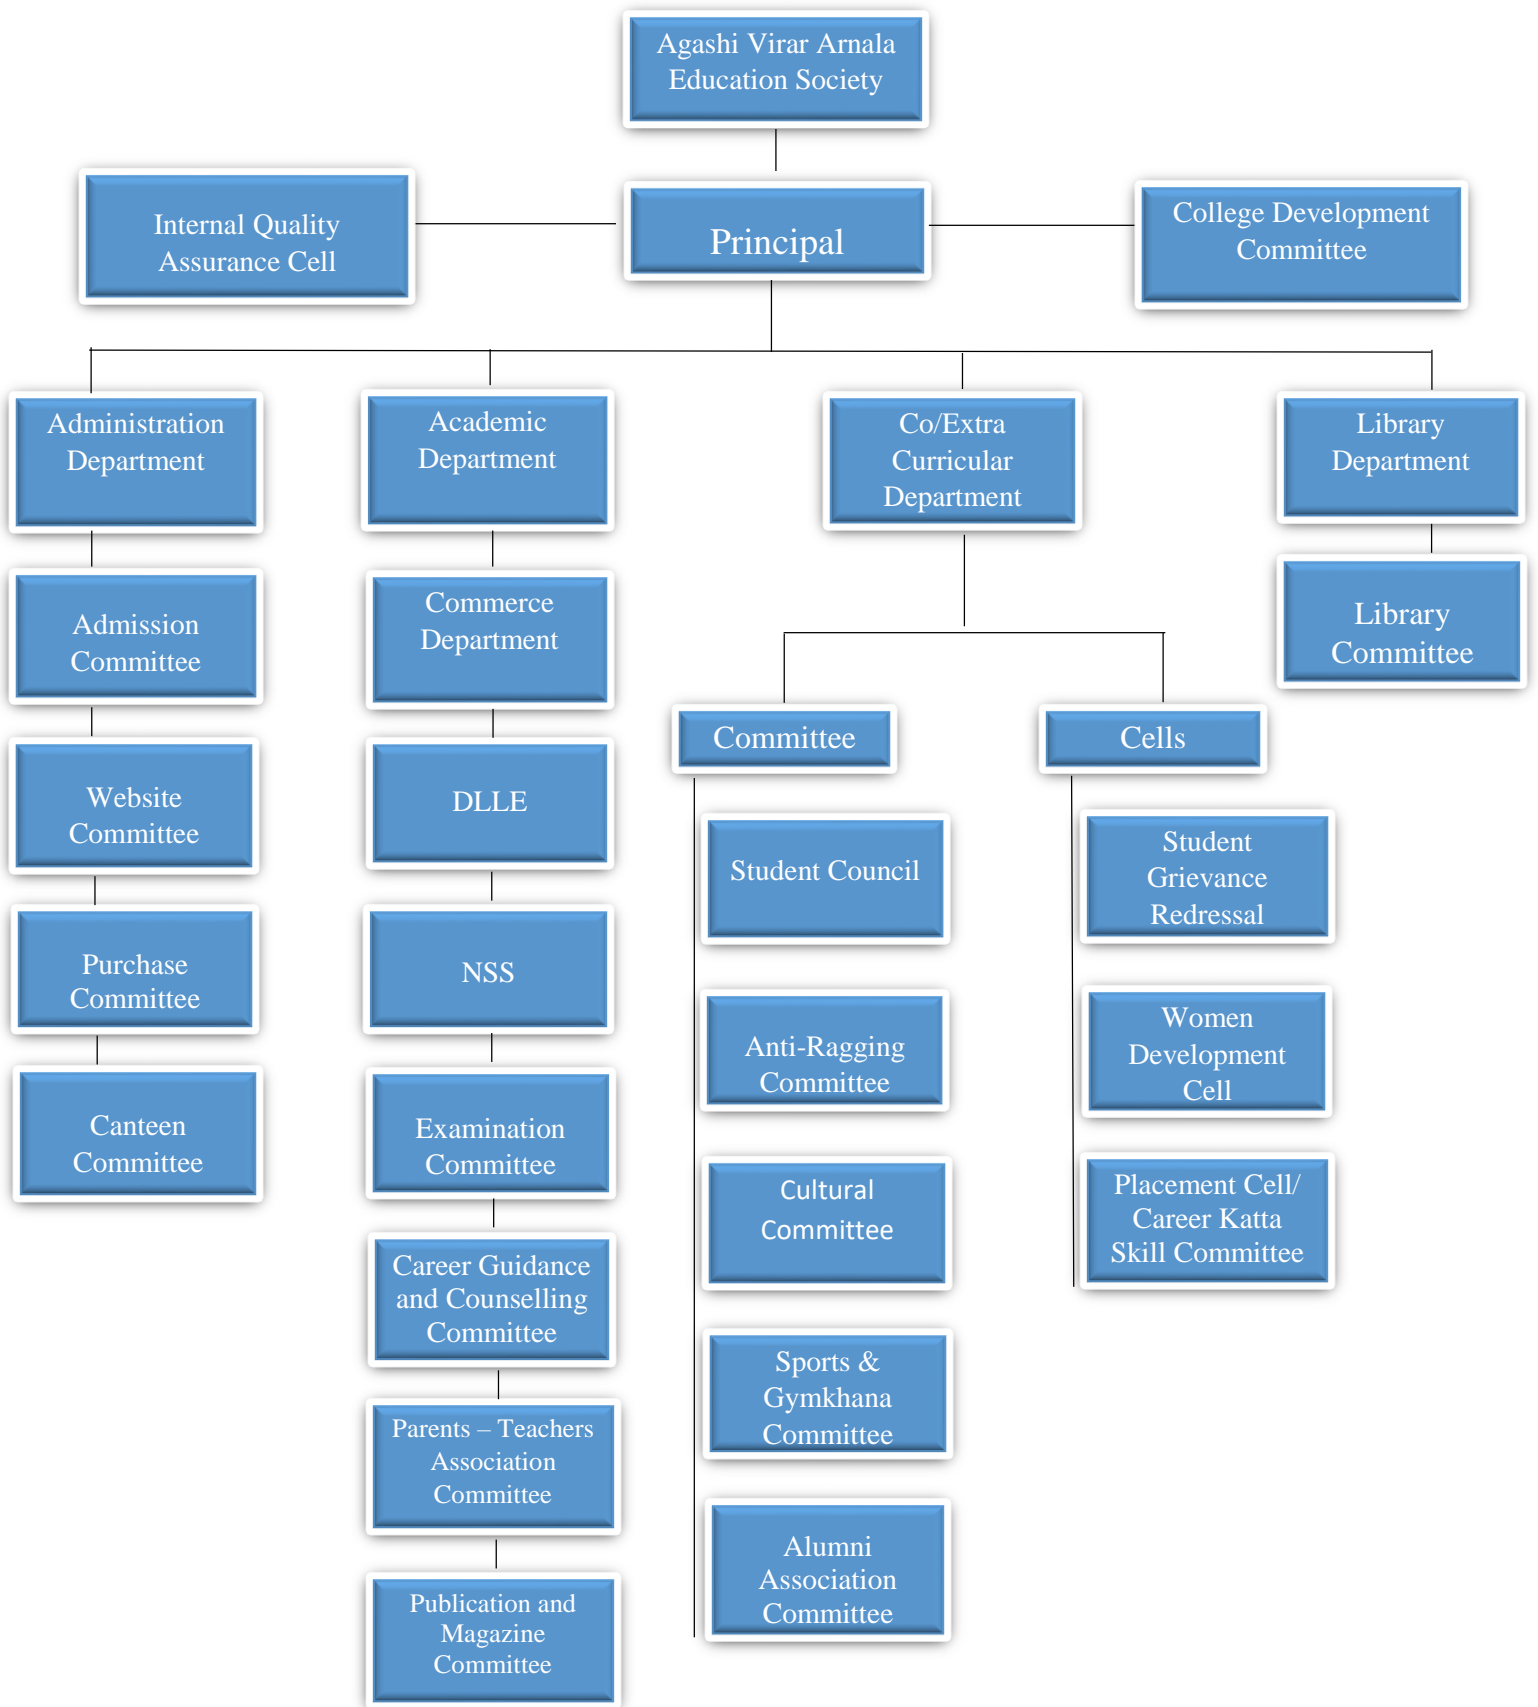 Agashi Virar Arnala
Education Society
Internal Quality
Assurance Cell
Principal
College Development
Committee
Administration
Department
Academic
Department
Co/Extra
Curricular
Department
Library
Department
Admission
Committee
Website
Committee
Purchase
Committee
Canteen
Committee
Commerce
Department
DLLE
NSS
Examination
Committee
Career Guidance
and Counselling
Committee
Parents – Teachers
Association
Committee
Publication and
Magazine
Committee
Committee
Student Council
Anti-Ragging
Committee
Cultural
Committee
Sports &
Gymkhana
Committee
Alumni
Association
Committee
Cells
Student
Grievance
Redressal
Women
Development
Cell
Placement Cell/
Career Katta
Skill Committee
Library
Committee